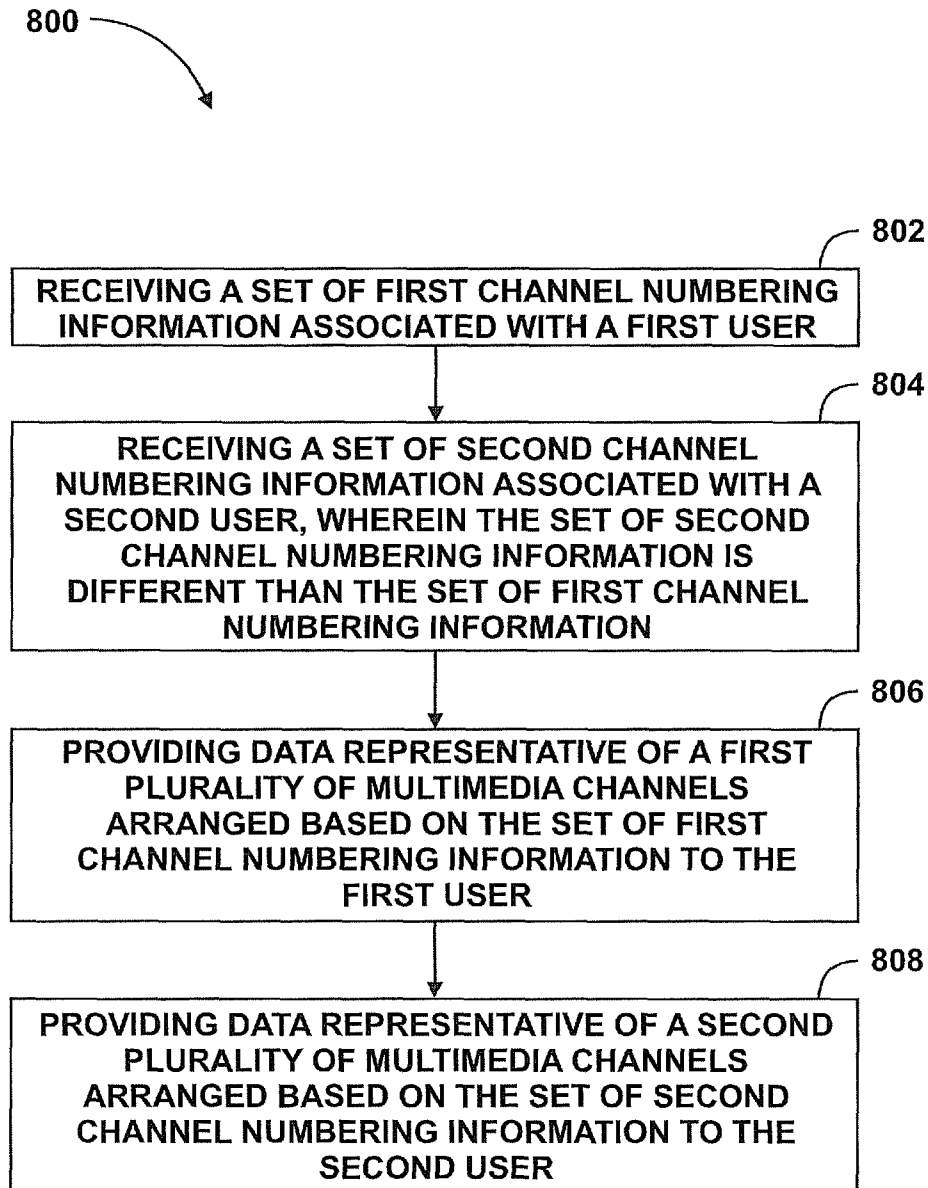 800
802
RECEIVING A SET OF FIRST CHANNEL NUMBERING
INFORMATION ASSOCIATED WITH A FIRST USER
804
RECEIVING A SET OF SECOND CHANNEL
NUMBERING INFORMATION ASSOCIATED WITH A
SECOND USER, WHEREIN THE SET OF SECOND
CHANNEL NUMBERING INFORMATION IS
DIFFERENT THAN THE SET OF FIRST CHANNEL
NUMBERING INFORMATION
806
PROVIDING DATA REPRESENTATIVE OF A FIRST
PLURALITY OF MULTIMEDIA CHANNELS
ARRANGED BASED ON THE SET OF FIRST
CHANNEL NUMBERING INFORMATION TO THE
FIRST USER
808
PROVIDING DATA REPRESENTATIVE OF A SECOND
PLURALITY OF MULTIMEDIA CHANNELS
ARRANGED BASED ON THE SET OF SECOND
CHANNEL NUMBERING INFORMATION TO THE
SECOND USER